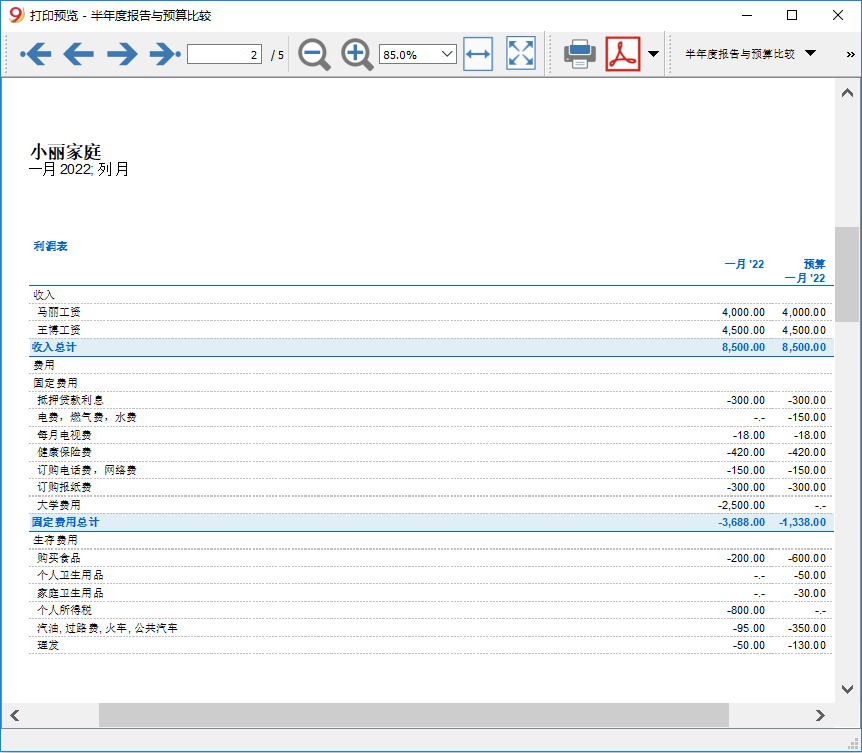 打印预览 - 半年度报告与预算比较
2 / 5 85.0% 半年度报告与预算比较 »
小丽家庭
一月 2022; 列 月
利润表
一月 '22 预算
一月 '22
收入
马丽工资 4,000.00 4,000.00
王博工资 4,500.00 4,500.00
收入总计 8,500.00 8,500.00
费用
固定费用
抵押贷款利息 -300.00 -300.00
电费，燃气费，水费 -.- -150.00
每月电视费 -18.00 -18.00
健康保险费 -420.00 -420.00
订购电话费，网络费 -150.00 -150.00
订购报纸费 -300.00 -300.00
大学费用 -2,500.00 -.-
固定费用总计 -3,688.00 -1,338.00
生存费用
购买食品 -200.00 -600.00
个人卫生用品 -.- -50.00
家庭卫生用品 -.- -30.00
个人所得税 -800.00 -.-
汽油, 过路费, 火车, 公共汽车 -95.00 -350.00
理发 -50.00 -130.00